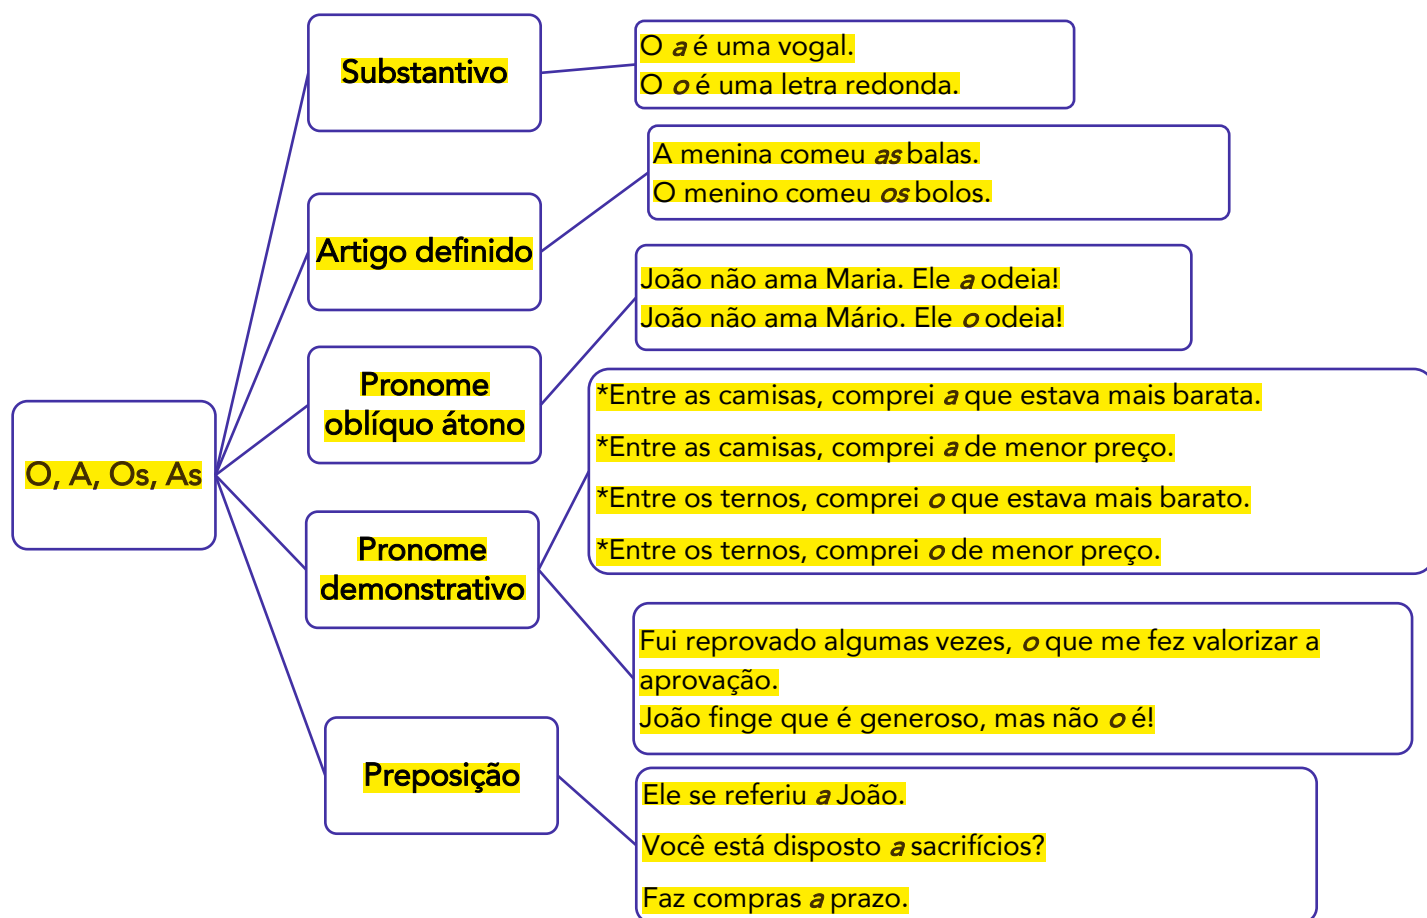 O, A, Os, As
Substantivo
O a é uma vogal.
O o é uma letra redonda.
Artigo definido
A menina comeu as balas.
O menino comeu os bolos.
Pronome
oblíquo átono
João não ama Maria. Ele a odeia!
João não ama Mário. Ele o odeia!
Pronome
demonstrativo
*Entre as camisas, comprei a que estava mais barata.
*Entre as camisas, comprei a de menor preço.
*Entre os ternos, comprei o que estava mais barato.
*Entre os ternos, comprei o de menor preço.
Fui reprovado algumas vezes, o que me fez valorizar a
aprovação.
João finge que é generoso, mas não o é!
Preposição
Ele se referiu a João.
Você está disposto a sacrifícios?
Faz compras a prazo.